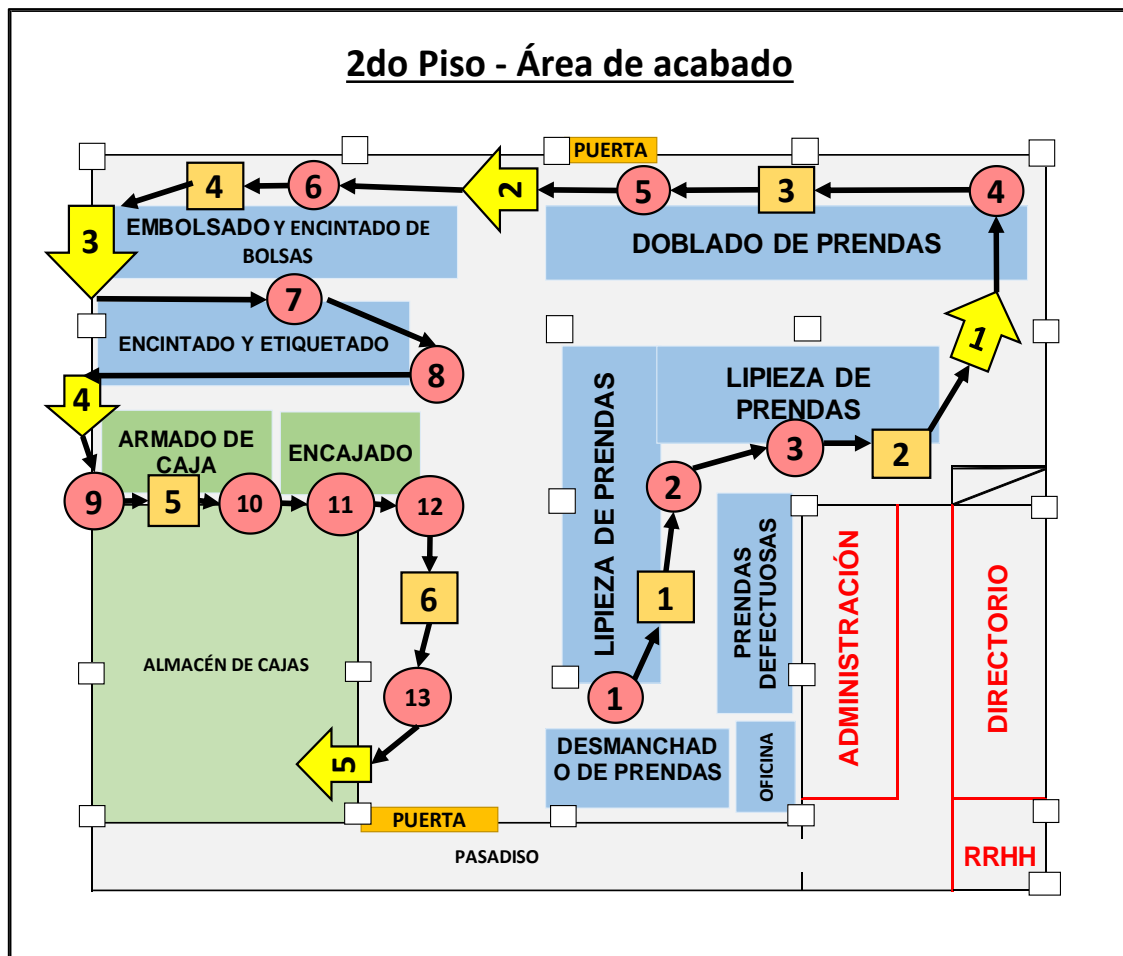 2do Piso - Área de acabado
PUERTA
4
6
2
5
3
4
3
EMBOLSADO Y ENCINTADO DE
BOLSAS
DOBLADO DE PRENDAS
7
1
ENCINTADO Y ETIQUETADO
8
4
LIPIEZA DE PRENDAS
LIPIEZA DE
PRENDAS
3
2
2
ARMADO DE
CAJA
ENCAJADO
9
5
10
11
12
6
13
5
ALMACÉN DE CAJAS
1
1
PRENDAS
DEFECTUOSAS
ADMINISTRACIÓN
DIRECTORIO
DESMANCHAD
O DE PRENDAS
OFICINA
PUERTA
PASADISO
RRHH